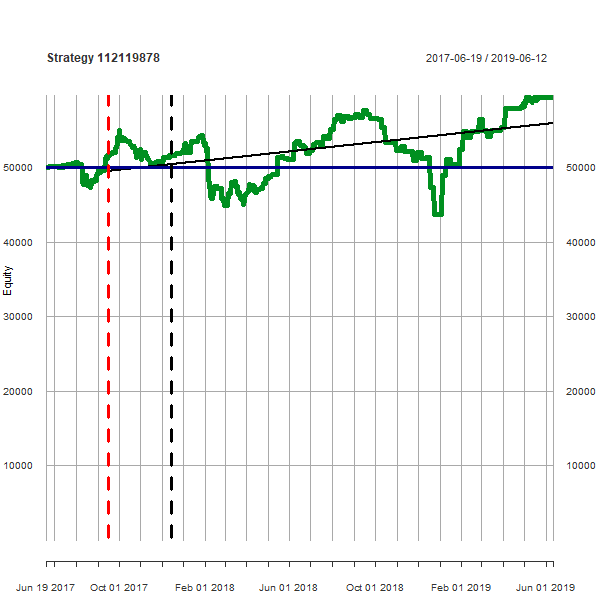 Strategy 112119878
2017-06-19 / 2019-06-12
50000
50000
40000
40000
Equity
30000
30000
20000
20000
10000
10000
Jun 19 2017
Oct 01 2017
Feb 01 2018
Jun 01 2018
Oct 01 2018
Feb 01 2019
Jun 01 2019